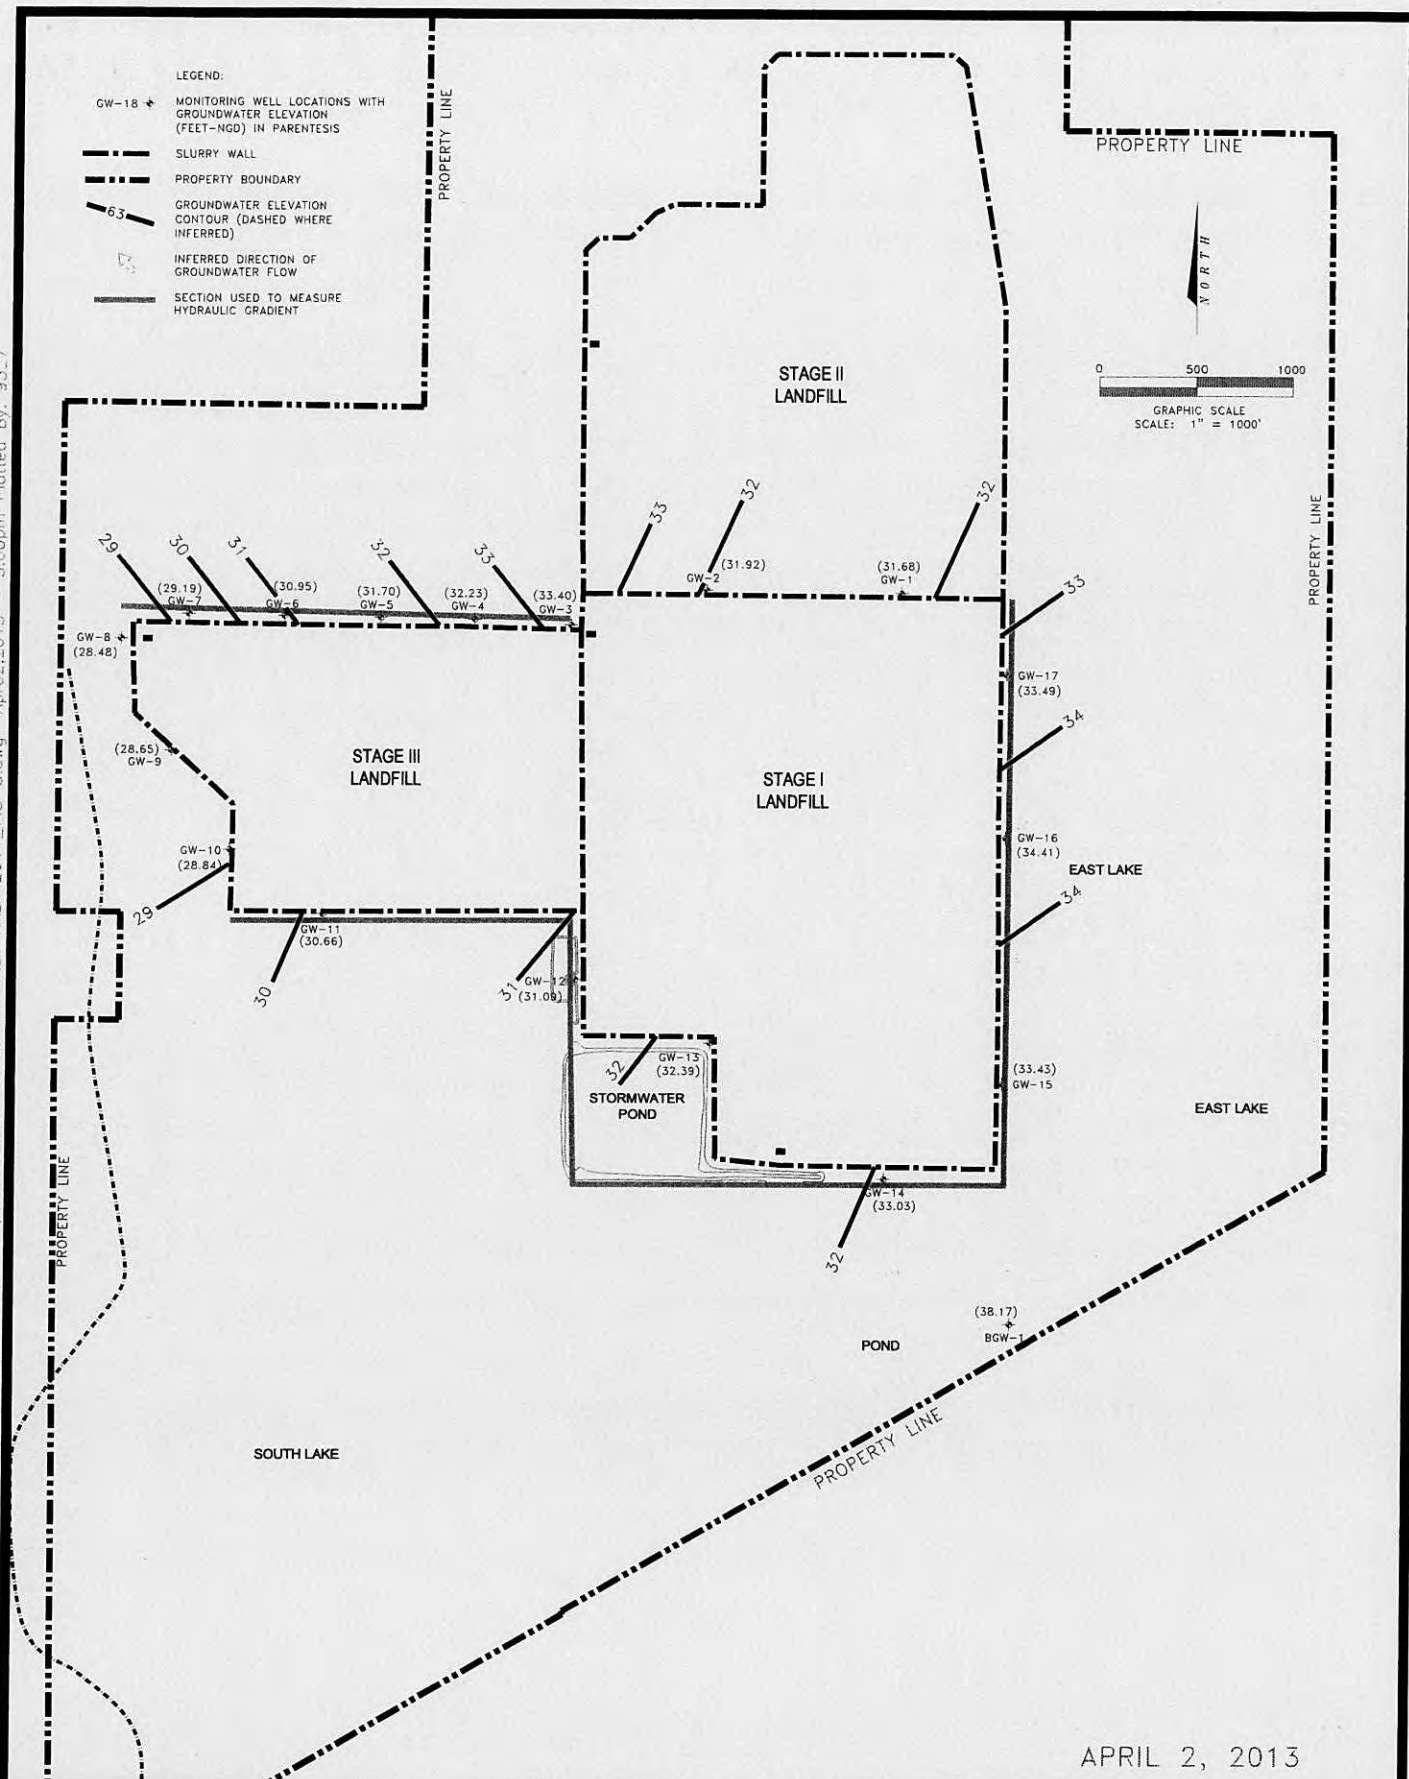 LEGEND:
GW-18
MONITORING WELL LOCATIONS WITH
GROUNDWATER ELEVATION
(FEET-NGD) IN PARENTESIS
SLURRY WALL
PROPERTY BOUNDARY
63
GROUNDWATER ELEVATION
CONTOUR (DASHED WHERE
INFERRED)
INFERRED DIRECTION OF
GROUNDWATER FLOW
SECTION USED TO MEASURE
HYDRAULIC GRADIENT
PROPERTY LINE
PROPERTY LINE
NORTH
0 500 1000
GRAPHIC SCALE
SCALE: 1" = 1000'
STAGE II
LANDFILL
PROPERTY LINE
33
32
32
(31.92)
GW-2
(31.68)
GW-1
29
30
31
32
33
(29.19)
GW-7
(30.95)
GW-6
(31.70)
GW-5
(32.23)
GW-4
(33.40)
GW-3
33
GW-8
(28.48)
GW-17
(33.49)
34
(28.65)
GW-9
STAGE III
LANDFILL
STAGE I
LANDFILL
GW-16
(34.41)
EAST LAKE
GW-10
(28.84)
34
29
GW-11
(30.66)
30
31
GW-12
(31.09)
32
GW-13
(32.39)
(33.43)
GW-15
STORMWATER
POND
EAST LAKE
PROPERTY LINE
GW-14
(33.03)
32
(38.17)
BGW-1
POND
PROPERTY LINE
SOUTH LAKE
APRIL 2, 2013